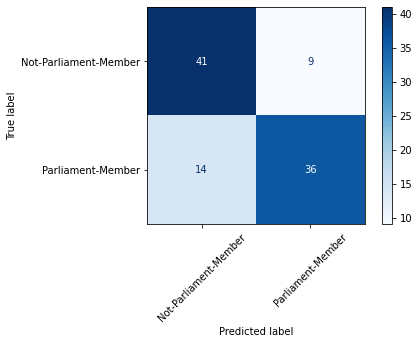 True label
Not-Parliament-Member
Parliament-Member
41
9
14
36
Not-Parliament-Member
Parliament-Member
Predicted label
40
35
30
25
20
15
10